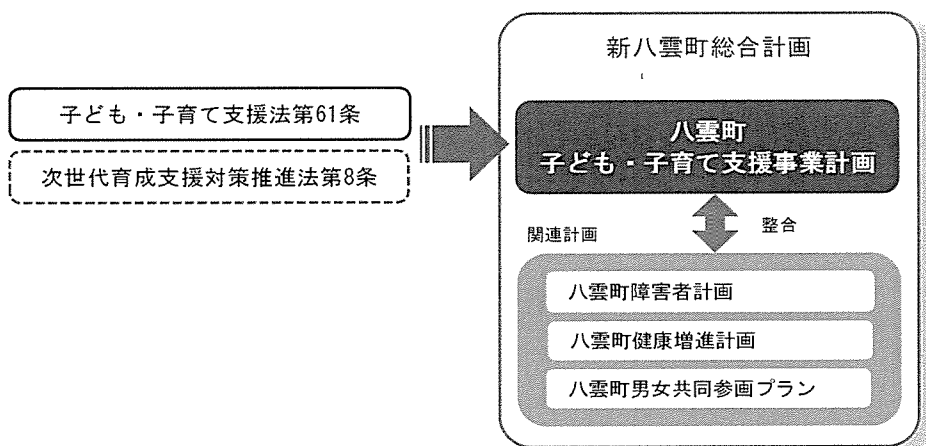 新八雲町総合計画
子ども・子育て支援法第61条
次世代育成支援対策推進法第8条
八雲町
子ども・子育て支援事業計画
整合
関連計画
八雲町障害者計画
八雲町健康増進計画
八雲町男女共同参画プラン